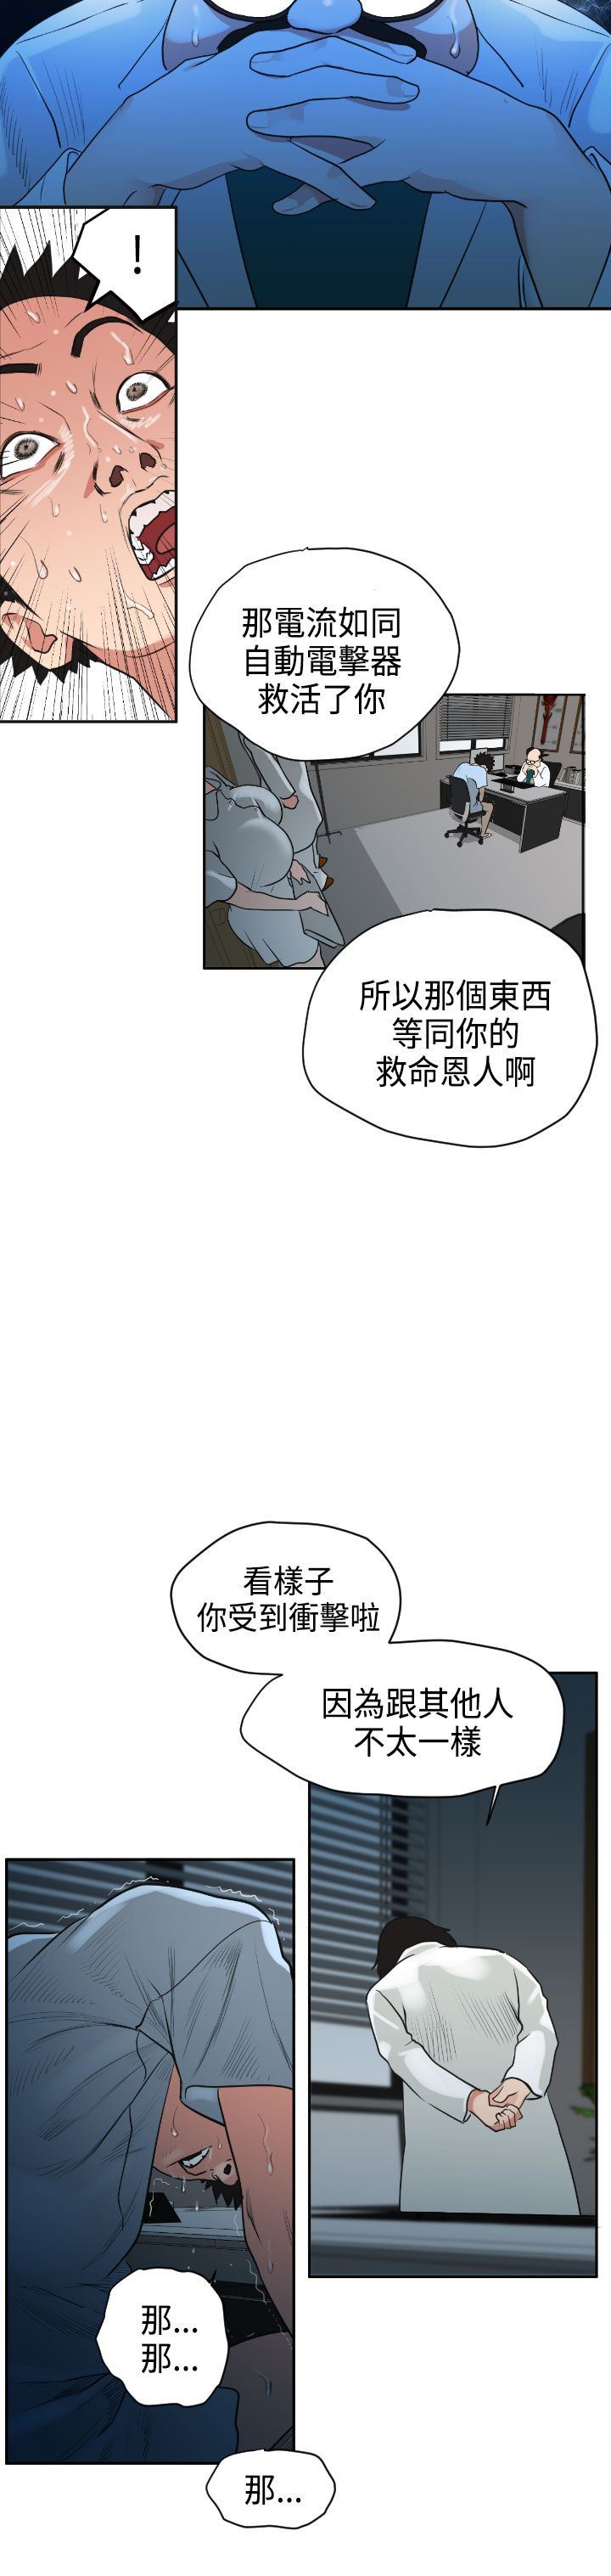 ！
那電流如同
自動電擊器
救活了你
所以那個東西
等同你的
救命恩人啊
看樣子
你受到衝擊啦
因為跟其他人
不太一樣
那...
那...
那...